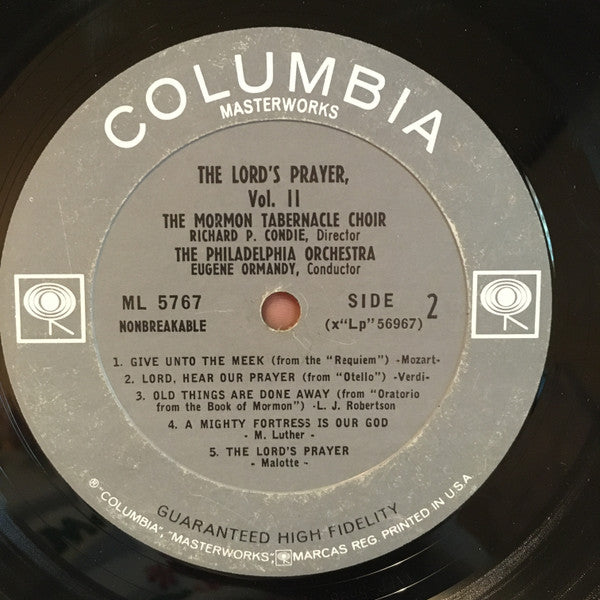 COLUMBIA
MASTERWORKS
THE LORD'S PRAYER,
Vol. II
THE MORMON TABERNACLE CHOIR
RICHARD P. CONDIE, Director
THE PHILADELPHIA ORCHESTRA
EUGENE ORMANDY, Conductor
ML 5767
NONBREAKABLE
SIDE 2
(x"Lp"56967)
1. GIVE UNTO THE MEEK (from the "Requiem") -Mozart-
2. LORD, HEAR OUR PRAYER (from "Otello") -Verdi-
3. OLD THINGS ARE DONE AWAY (from "Oratorio
from the Book of Mormon") -L. J. Robertson
4. A MIGHTY FORTRESS IS OUR GOD
- M. Luther -
5. THE LORD'S PRAYER
- Malotte -
GUARANTEED HIGH FIDELITY
® "COLUMBIA", "MASTERWORKS", MARCAS REG. PRINTED IN U.S.A.